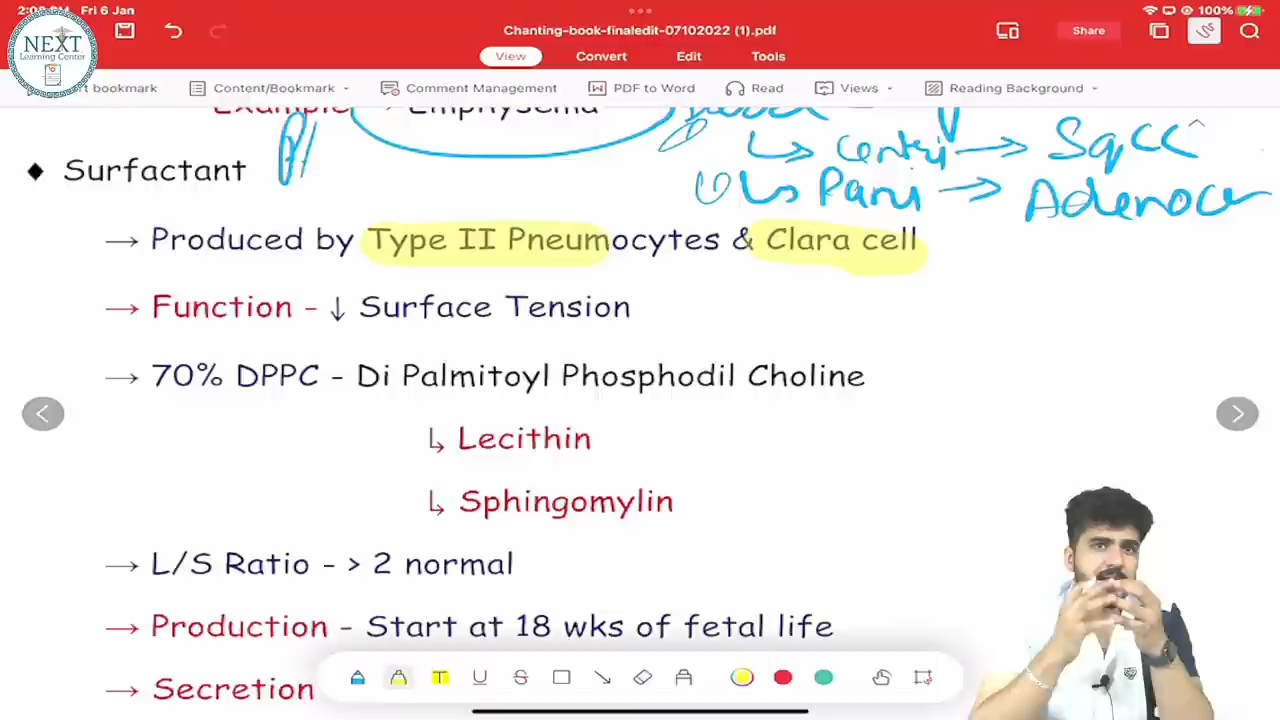 2:08 PM Fri 6 Jan
100%
NEXT
Learning Center
Chanting-book-finaledit-07102022 (1).pdf
Share
View Convert Edit Tools
bookmark Content/Bookmark Comment Management PDF to Word Read Views Reading Background
Example → Emphysema
↳ Central → SqCC
↳ →  Adenocar
◆ Surfactant
→ Produced by Type II Pneumocytes & Clara cell
→ Function - ↓ Surface Tension
→ 70% DPPC - Di Palmitoyl Phosphodil Choline
↳ Lecithin
↳ Sphingomylin
→ L/S Ratio - > 2 normal
→ Production - Start at 18 wks of fetal life
→ Secretion